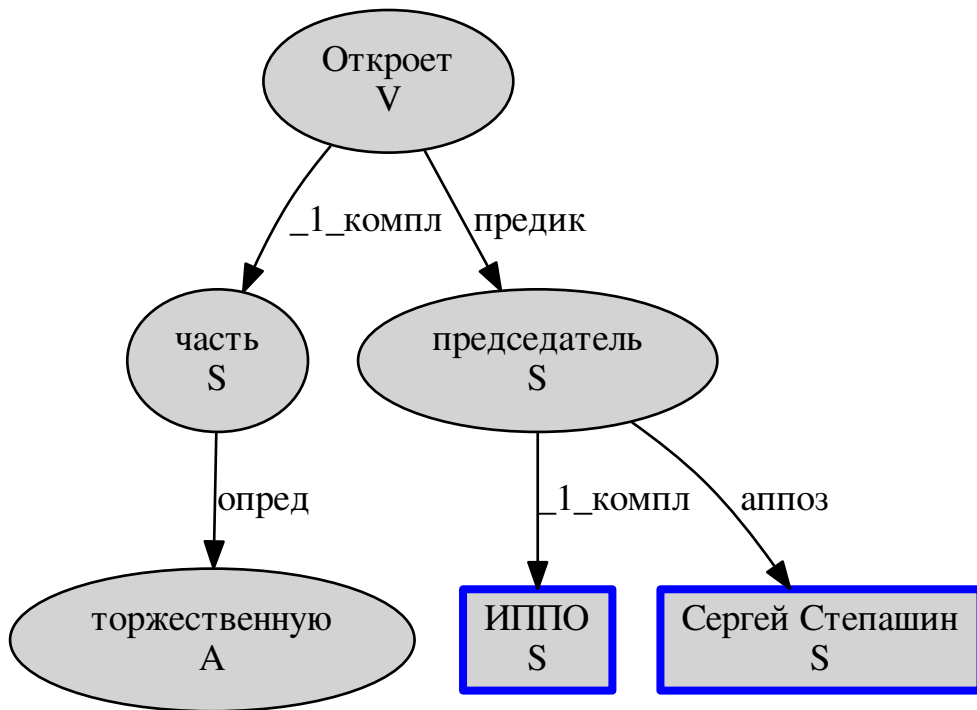 Откроет
V
_1_компл
предик
часть
S
председатель
S
опред
_1_компл
аппоз
торжественную
A
ИППО
S
Сергей Степашин
S